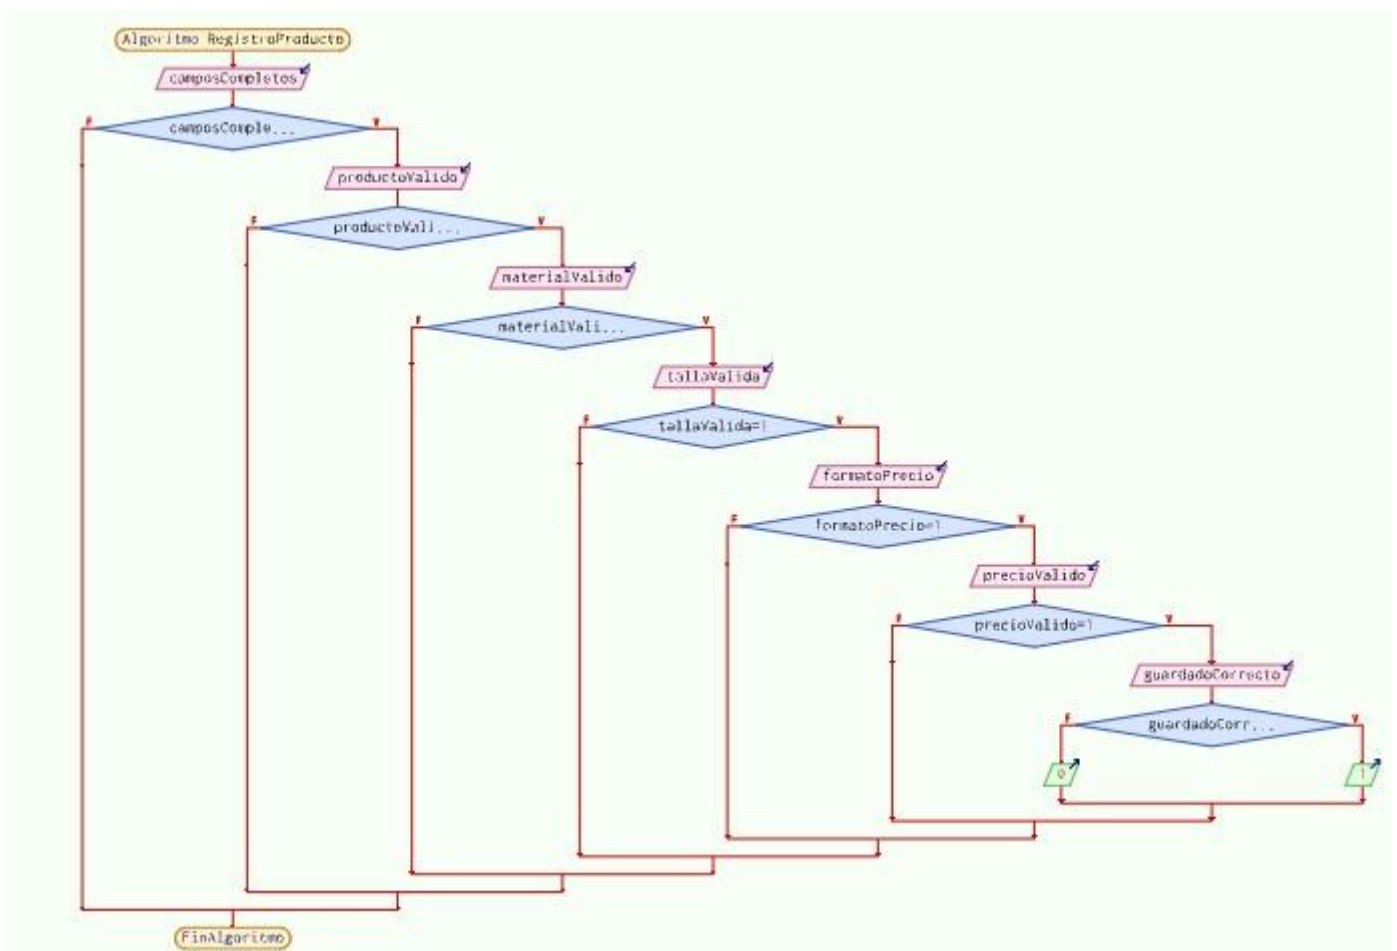 Algoritmo RegistroProducto
camposCompletos
F
camposComple...
V
productoValido
F
productoVali...
V
materialValido
F
materialVali...
V
tallaValida
F
tallaValida=1
V
formatoPrecio
F
formatoPrecio=1
V
precioValido
F
precioValido=1
V
guardadoCorrecto
F
guardadoCorr...
V
0
1
FinAlgoritmo